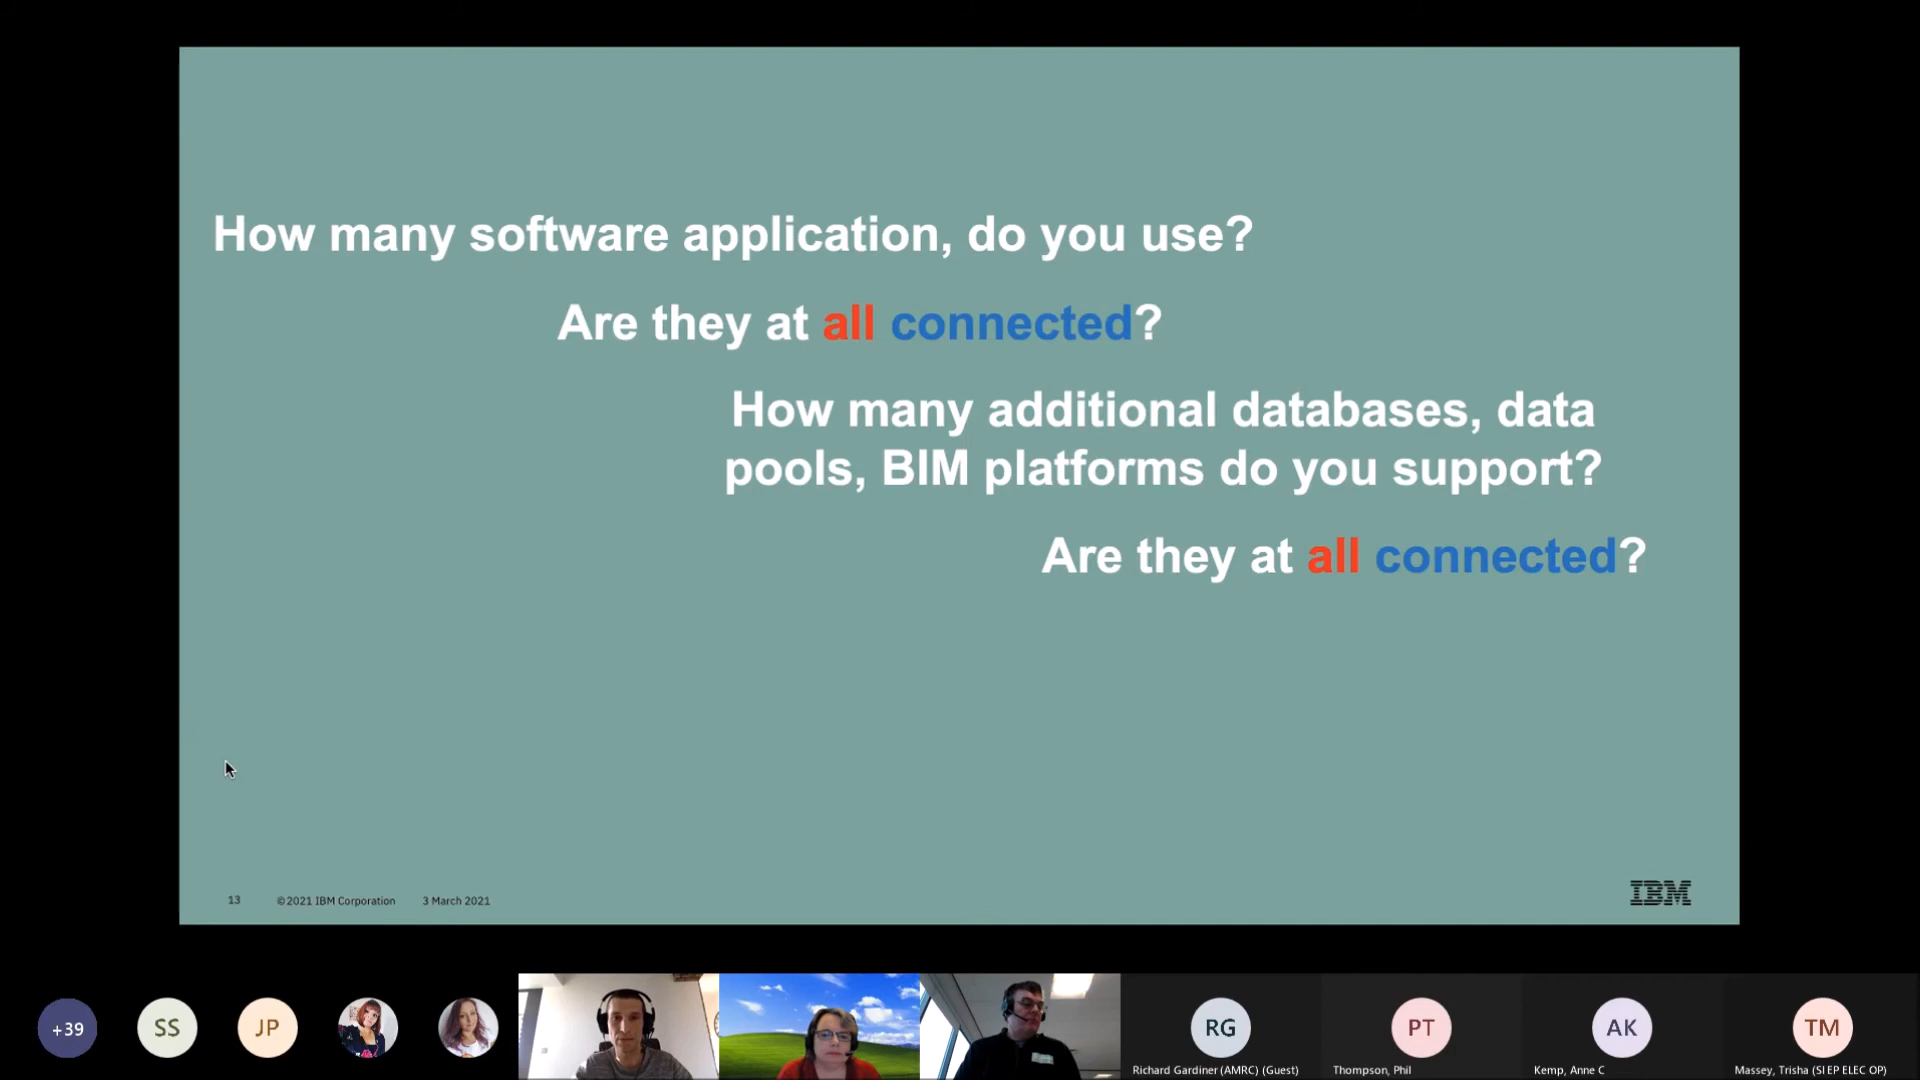 How many software application, do you use?
Are they at all connected?
How many additional databases, data
pools, BIM platforms do you support?
Are they at all connected?
13 ©2021 IBM Corporation 3 March 2021
IBM
+39
SS
JP
RG
PT
AK
TM
Richard Gardiner (AMRC) (Guest)
Thompson, Phil
Kemp, Anne C
Massey, Trisha (SI EP ELEC OP)